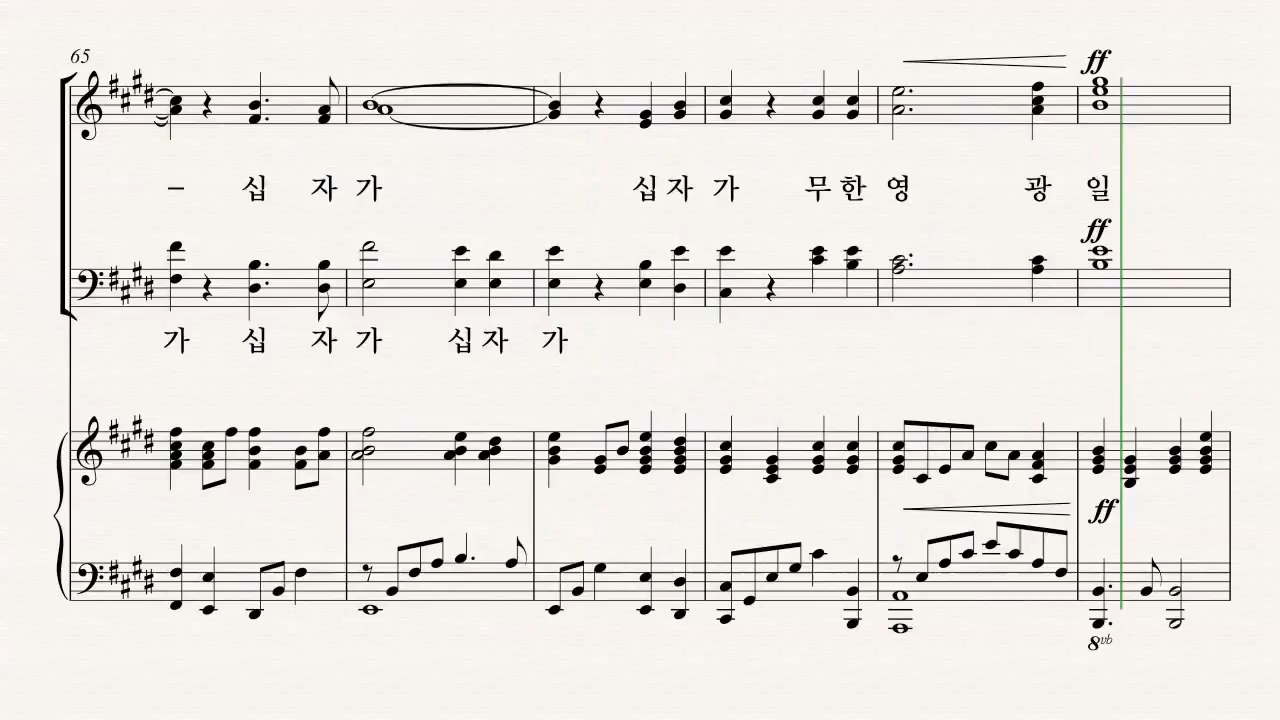 65
ff
– 십 자 가 십 자 가 무 한 영 광 일
ff
가 십 자 가 십 자 가
ff
8vb